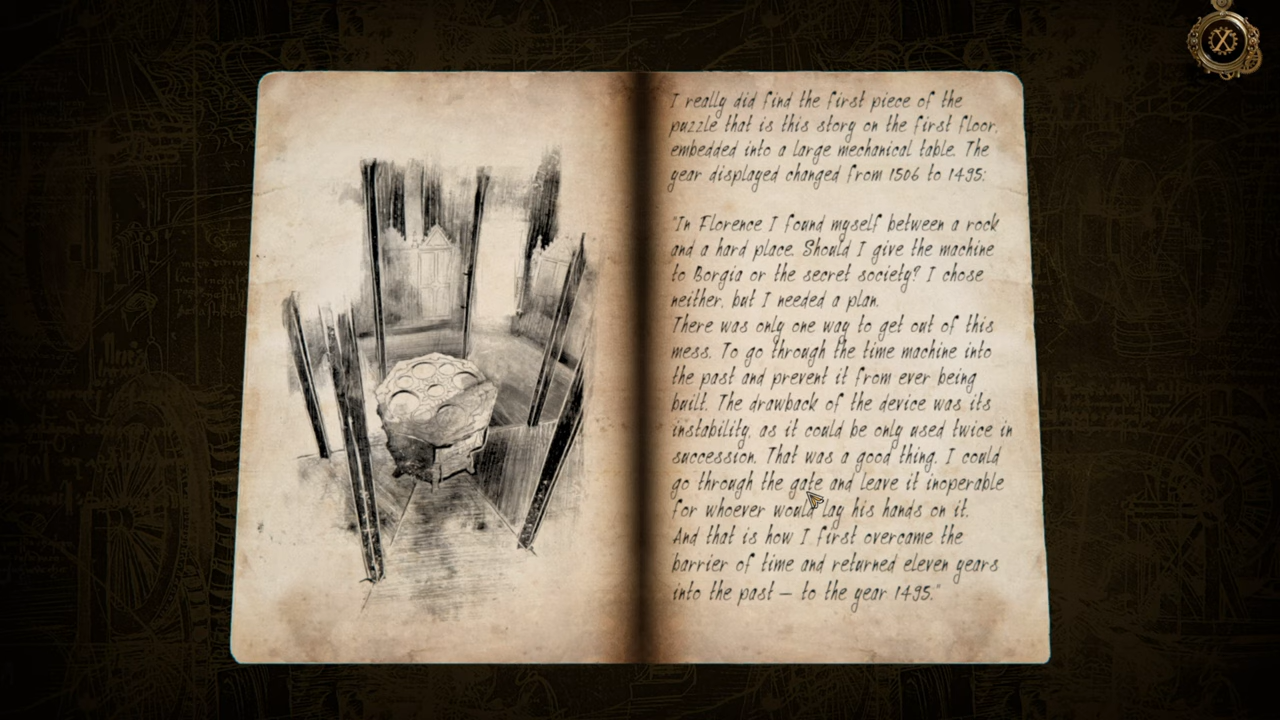 I really did find the first piece of the
puzzle that is this story on the first floor,
embedded into a large mechanical table. The
year displayed changed from 1506 to 1495:
"In Florence I found myself between a rock
and a hard place. Should I give the machine
to Borgia or the secret society? I chose
neither, but I needed a plan.
There was only one way to get out of this
mess. To go through the time machine into
the past and prevent it from ever being
built. The drawback of the device was its
instability, as it could be only used twice in
succession. That was a good thing. I could
go through the gate and leave it inoperable
for whoever would lay his hands on it.
And that is how I first overcame the
barrier of time and returned eleven years
into the past – to the year 1495."